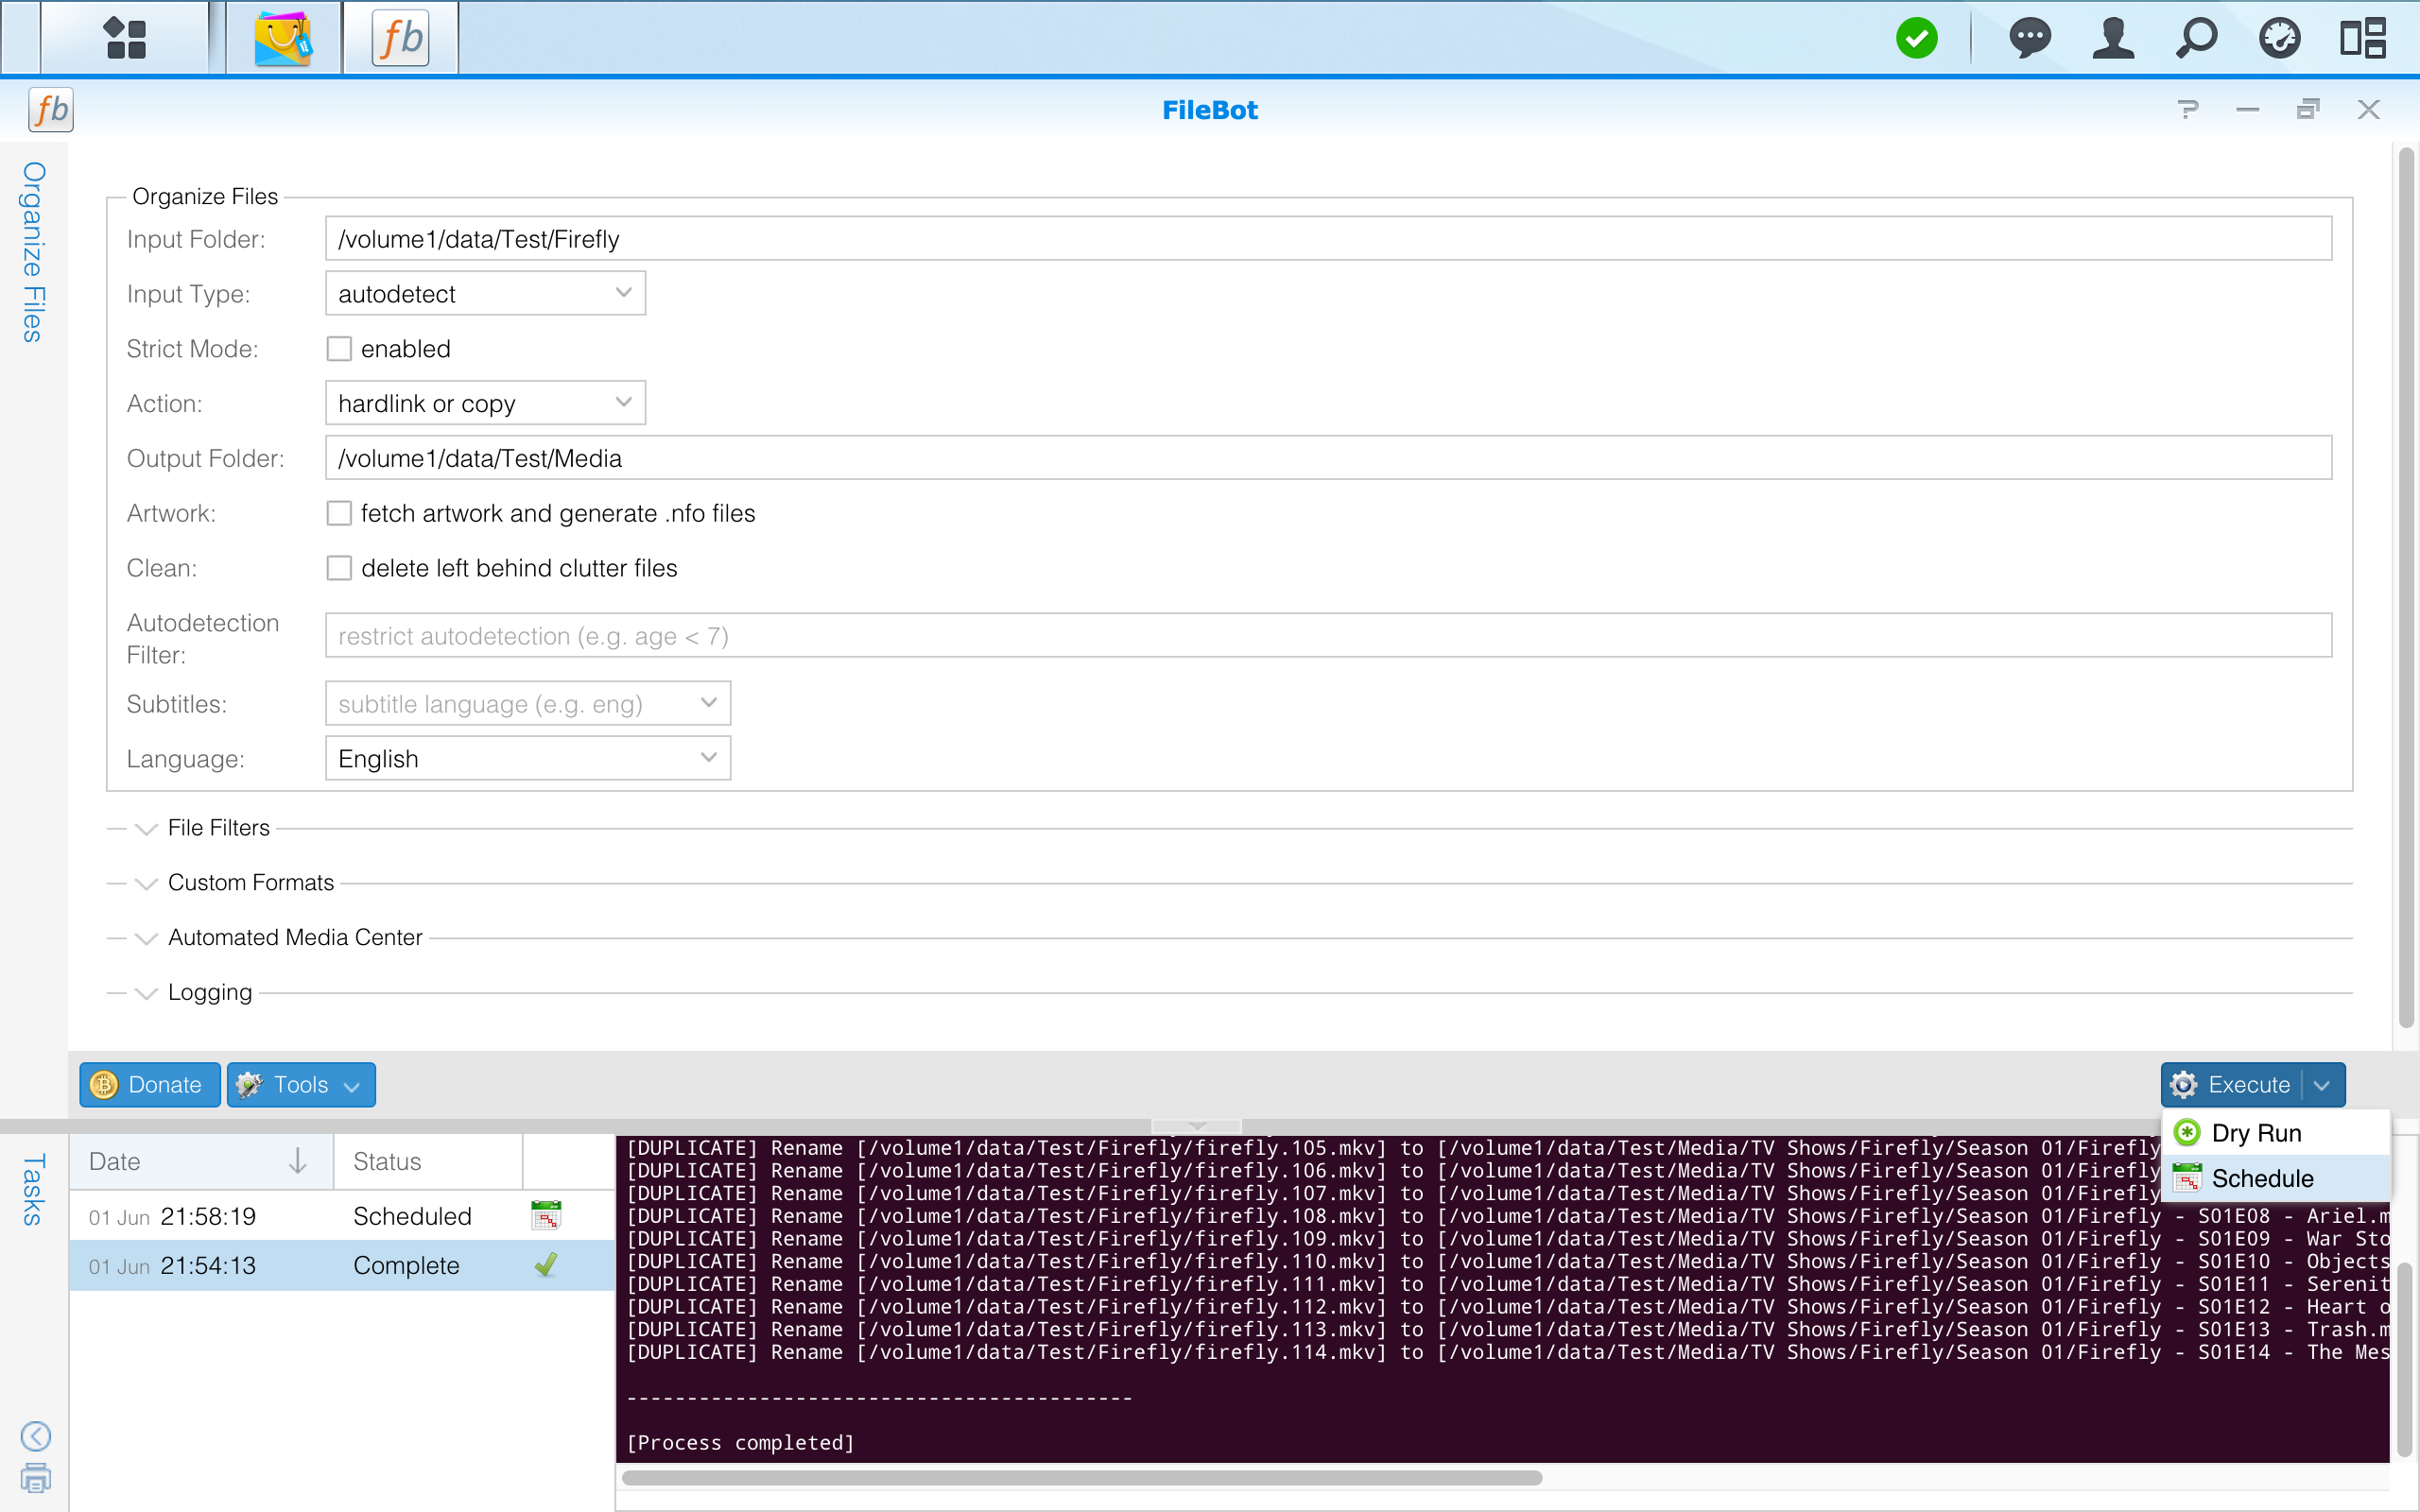 fb
fb
FileBot
Organize Files
Organize Files
Input Folder:
/volume1/data/Test/Firefly
Input Type:
autodetect
Strict Mode:
enabled
Action:
hardlink or copy
Output Folder:
/volume1/data/Test/Media
Artwork:
fetch artwork and generate .nfo files
Clean:
delete left behind clutter files
Autodetection
Filter:
restrict autodetection (e.g. age < 7)
Subtitles:
subtitle language (e.g. eng)
Language:
English
File Filters
Custom Formats
Automated Media Center
Logging
Donate
Tools
Execute
Dry Run
Schedule
Tasks
Date
Status
01 Jun 21:58:19
Scheduled
01 Jun 21:54:13
Complete
[DUPLICATE] Rename [/volume1/data/Test/Firefly/firefly.105.mkv] to [/volume1/data/Test/Media/TV Shows/Firefly/Season 01/Firefly
[DUPLICATE] Rename [/volume1/data/Test/Firefly/firefly.106.mkv] to [/volume1/data/Test/Media/TV Shows/Firefly/Season 01/Firefly
[DUPLICATE] Rename [/volume1/data/Test/Firefly/firefly.107.mkv] to [/volume1/data/Test/Media/TV Shows/Firefly/Season 01/Firefly
[DUPLICATE] Rename [/volume1/data/Test/Firefly/firefly.108.mkv] to [/volume1/data/Test/Media/TV Shows/Firefly/Season 01/Firefly - S01E08 - Ariel.m
[DUPLICATE] Rename [/volume1/data/Test/Firefly/firefly.109.mkv] to [/volume1/data/Test/Media/TV Shows/Firefly/Season 01/Firefly - S01E09 - War Sto
[DUPLICATE] Rename [/volume1/data/Test/Firefly/firefly.110.mkv] to [/volume1/data/Test/Media/TV Shows/Firefly/Season 01/Firefly - S01E10 - Objects
[DUPLICATE] Rename [/volume1/data/Test/Firefly/firefly.111.mkv] to [/volume1/data/Test/Media/TV Shows/Firefly/Season 01/Firefly - S01E11 - Serenit
[DUPLICATE] Rename [/volume1/data/Test/Firefly/firefly.112.mkv] to [/volume1/data/Test/Media/TV Shows/Firefly/Season 01/Firefly - S01E12 - Heart o
[DUPLICATE] Rename [/volume1/data/Test/Firefly/firefly.113.mkv] to [/volume1/data/Test/Media/TV Shows/Firefly/Season 01/Firefly - S01E13 - Trash.m
[DUPLICATE] Rename [/volume1/data/Test/Firefly/firefly.114.mkv] to [/volume1/data/Test/Media/TV Shows/Firefly/Season 01/Firefly - S01E14 - The Mes
------------------------------------------
[Process completed]